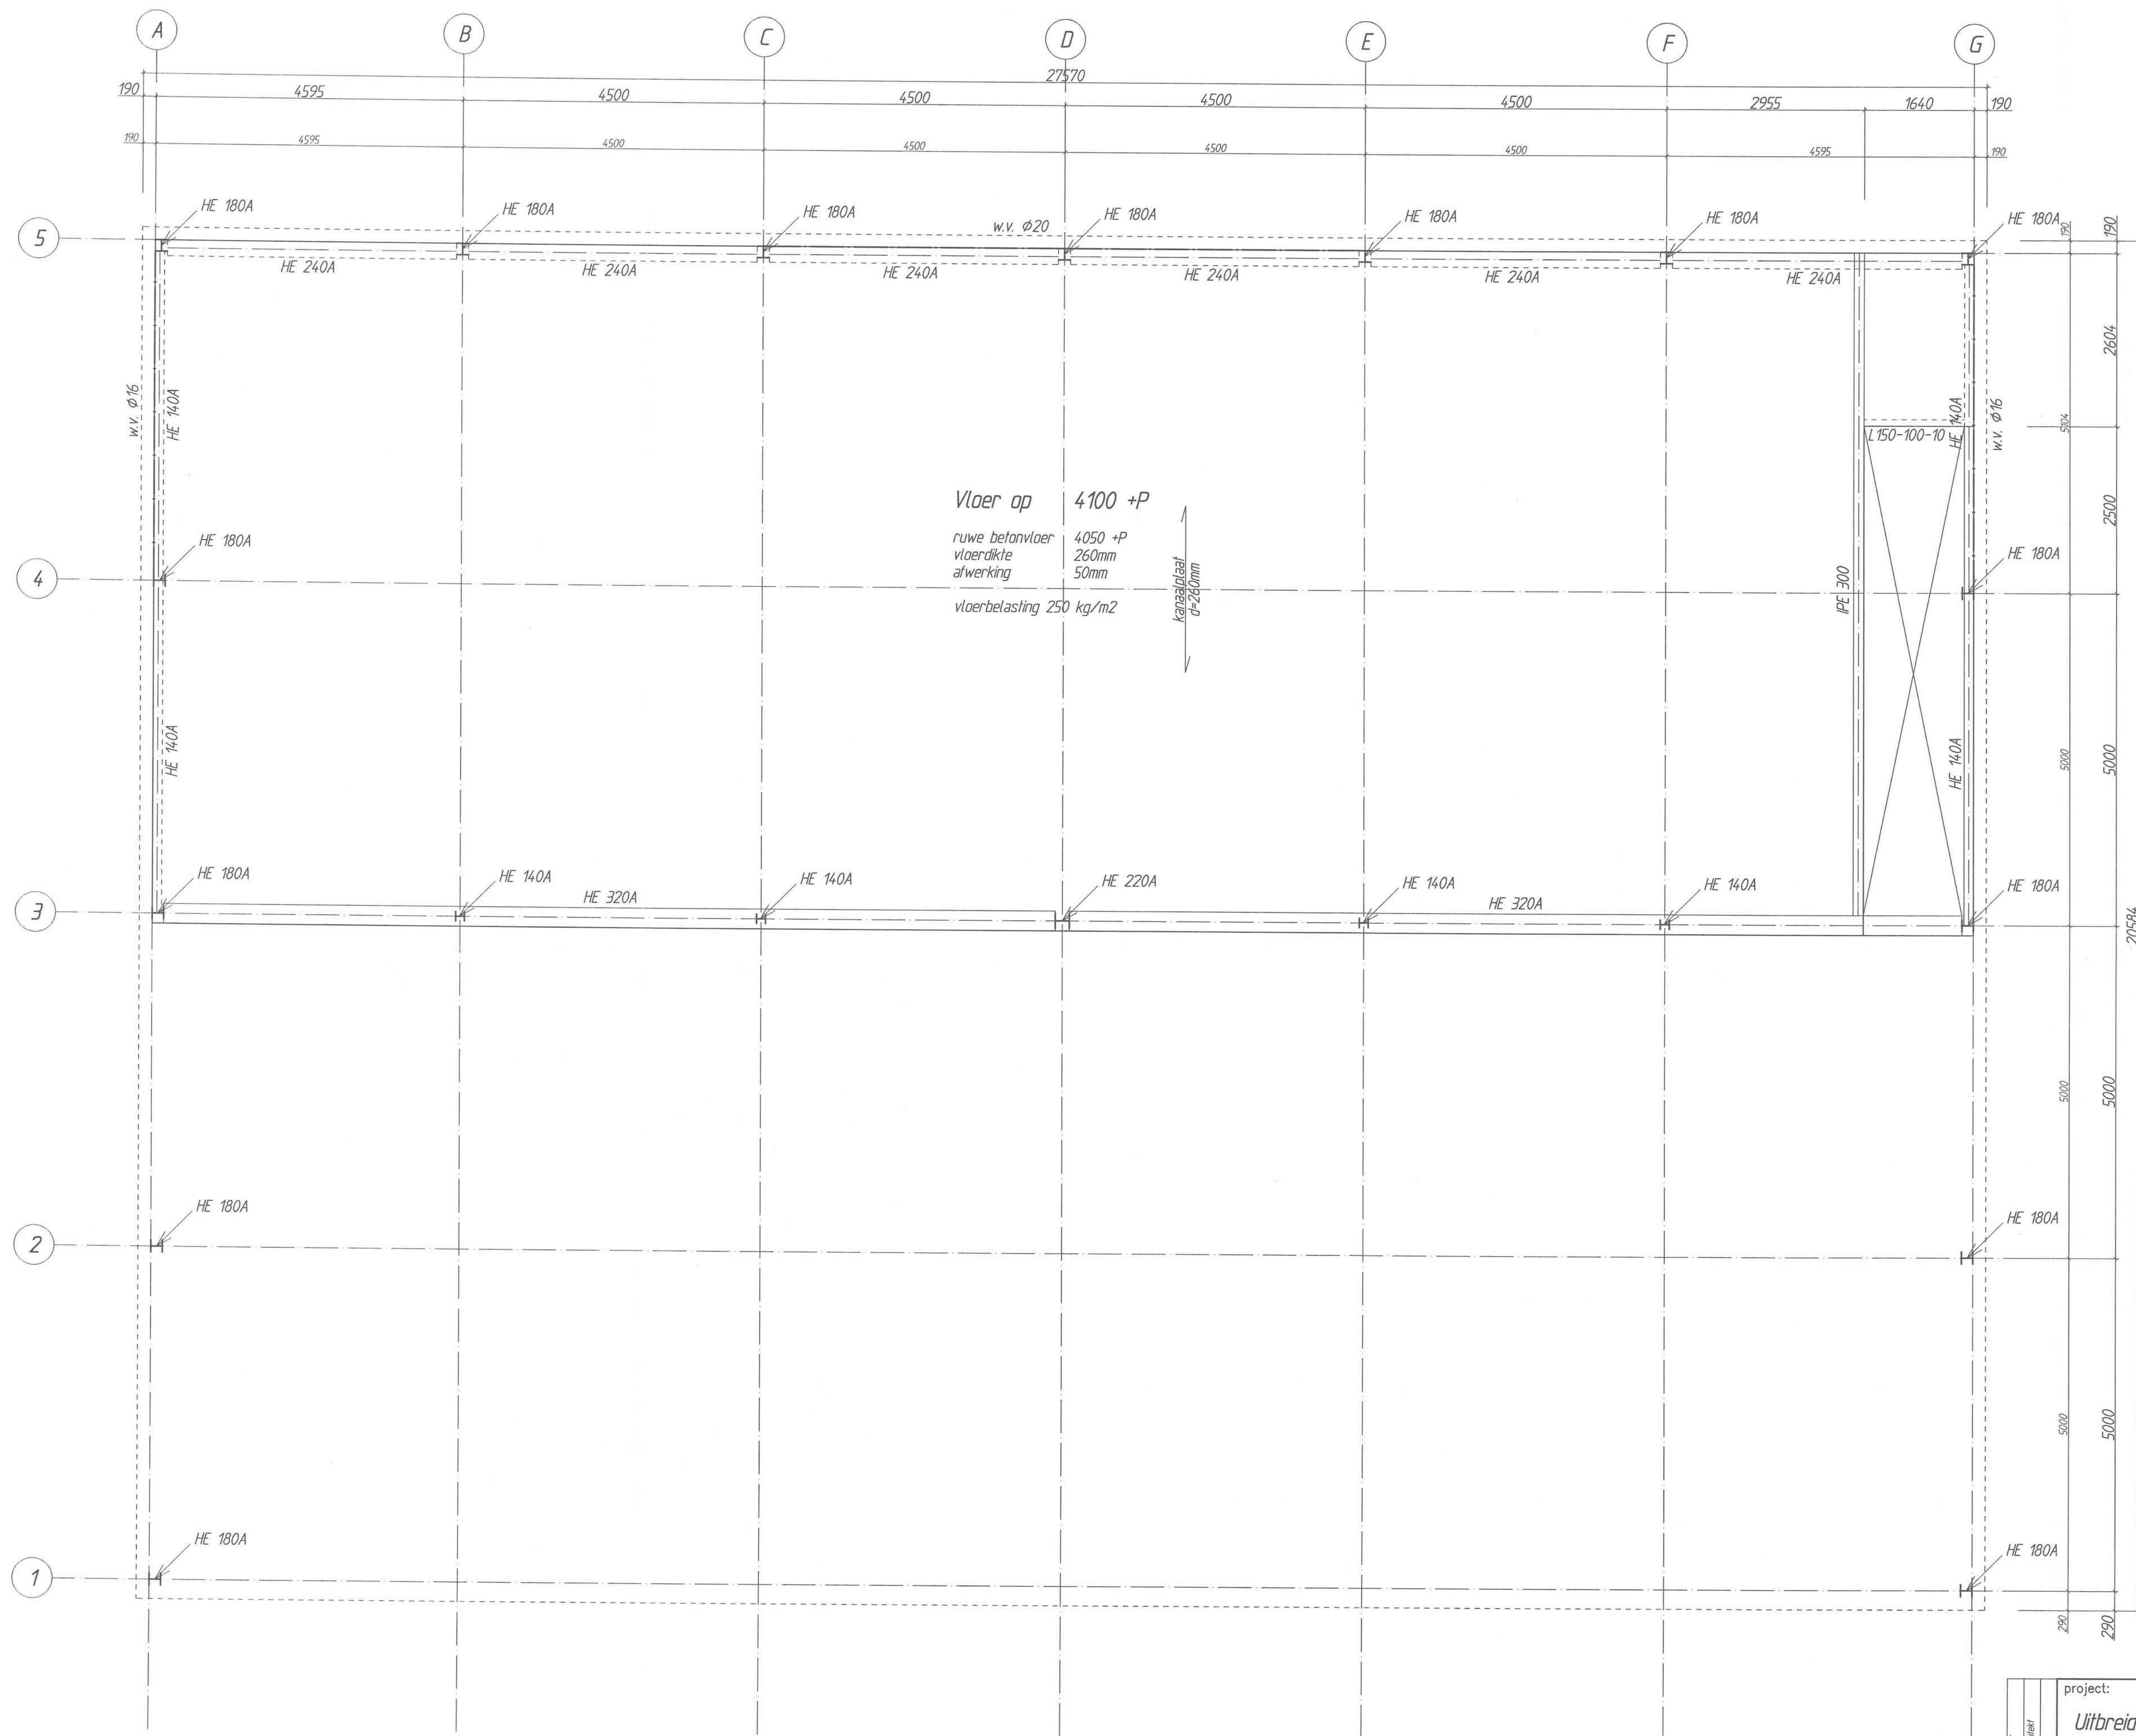 A B C D E F G
27570
190 4595 4500 4500 4500 4500 2955 1640 190
190 4595 4500 4500 4500 4500 4595 190
5
HE 180A HE 180A HE 180A HE 180A HE 180A HE 180A HE 180A
w.v. ϕ20
190 190
HE 240A HE 240A HE 240A HE 240A HE 240A HE 240A
2604
w.v. ϕ16
HE 140A
HE 140A
w.v. ϕ16
5104
L150-100-10
Vloer op 4100 +P
ruwe betonvloer 4050 +P
vloerdikte 260mm
afwerking 50mm
vloerbelasting 250 kg/m2
kanaalplaat
d=260mm
2500
HE 180A
HE 180A
4
IPE 300
HE 140A
HE 140A
5000 5000
HE 180A HE 140A HE 140A HE 220A HE 140A HE 140A HE 180A
HE 320A HE 320A
3
20584
5000 5000
HE 180A
HE 180A
2
5000 5000
HE 180A
HE 180A
1
290 290
project:
Uitbreid